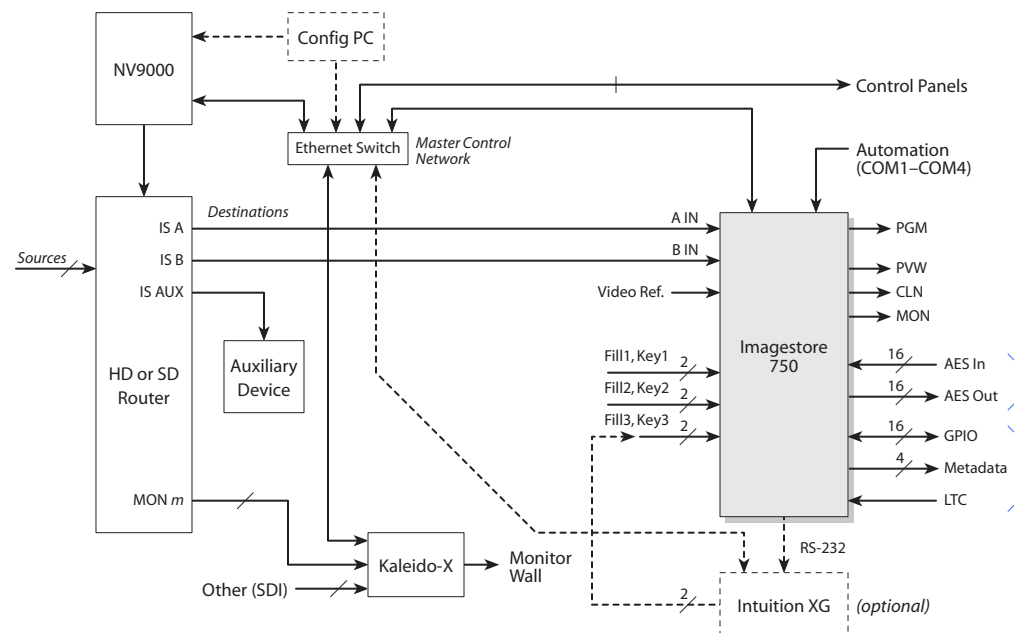 Config PC
NV9000
Control Panels
Ethernet Switch
Master Control
Network
Automation
(COM1–COM4)
Destinations
IS A
A IN
PGM
Sources
IS B
B IN
PVW
IS AUX
Video Ref.
CLN
MON
HD or SD
Router
Auxiliary
Device
Imagestore
750
Fill1, Key1
2
16
AES In
Fill2, Key2
2
16
AES Out
Fill3, Key3
2
16
GPIO
4
Metadata
MON m
LTC
RS-232
Kaleido-X
Monitor
Wall
Other (SDI)
2
Intuition XG
(optional)